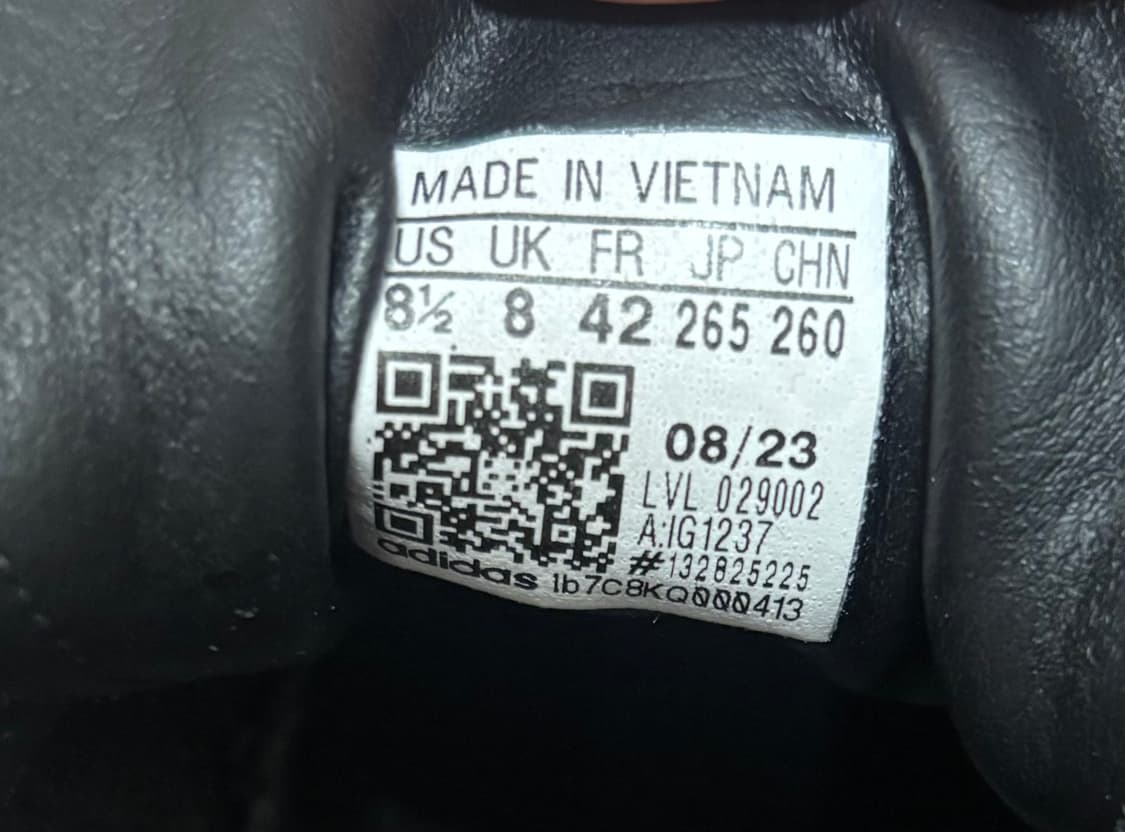 MADE IN VIETNAM
US UK FR JP CHN
8½ 8 42 265 260
08/23
LVL 029002
A:IG1237
#132825225
adidas 1b7C8KQ000413